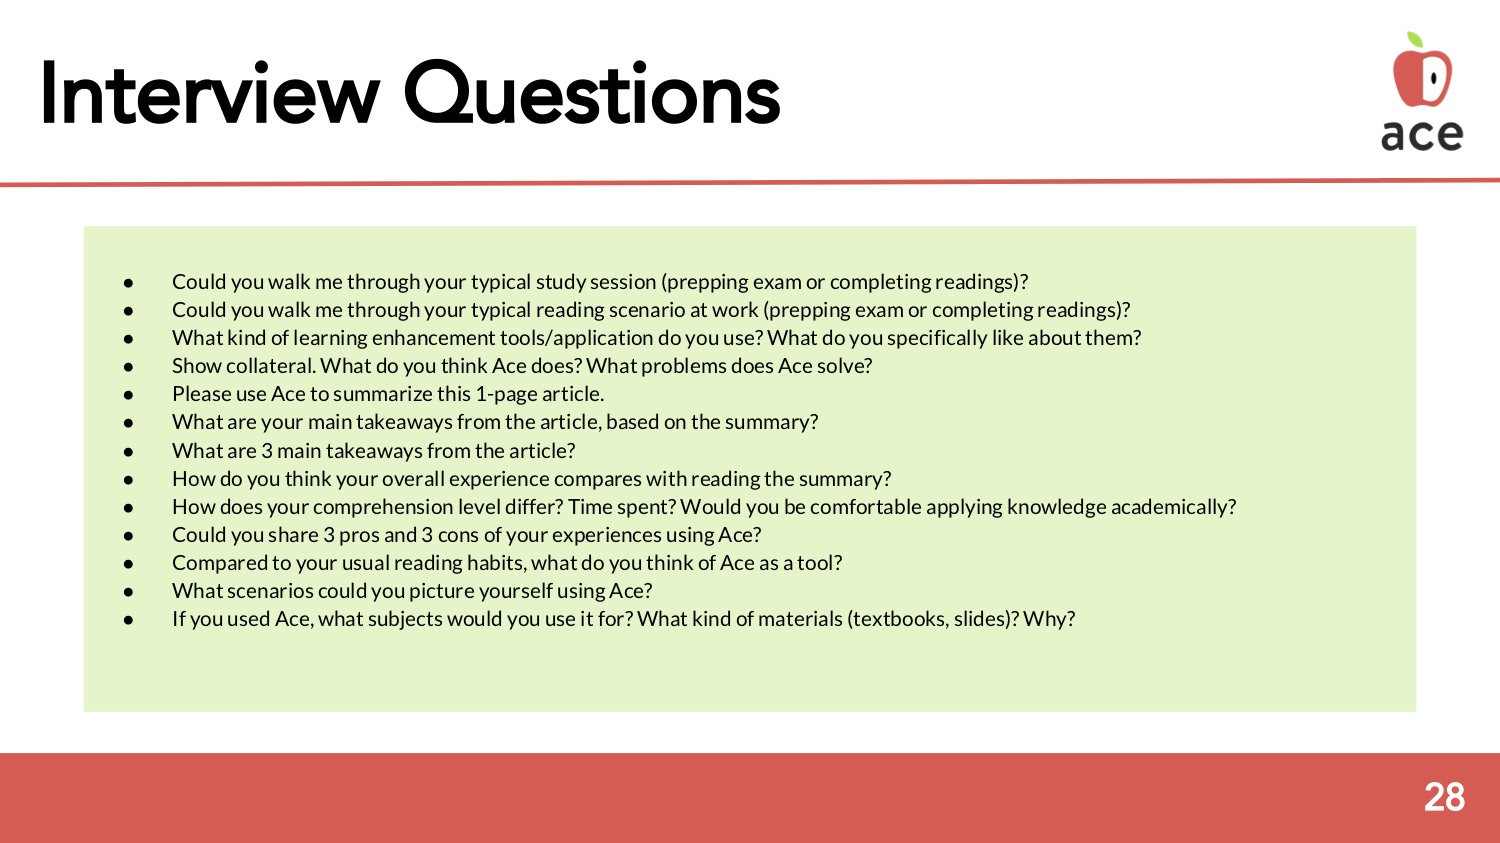 Interview Questions
ace
● Could you walk me through your typical study session (prepping exam or completing readings)?
● Could you walk me through your typical reading scenario at work (prepping exam or completing readings)?
● What kind of learning enhancement tools/application do you use? What do you specifically like about them?
● Show collateral. What do you think Ace does? What problems does Ace solve?
● Please use Ace to summarize this 1-page article.
● What are your main takeaways from the article, based on the summary?
● What are 3 main takeaways from the article?
● How do you think your overall experience compares with reading the summary?
● How does your comprehension level differ? Time spent? Would you be comfortable applying knowledge academically?
● Could you share 3 pros and 3 cons of your experiences using Ace?
● Compared to your usual reading habits, what do you think of Ace as a tool?
● What scenarios could you picture yourself using Ace?
● If you used Ace, what subjects would you use it for? What kind of materials (textbooks, slides)? Why?
28